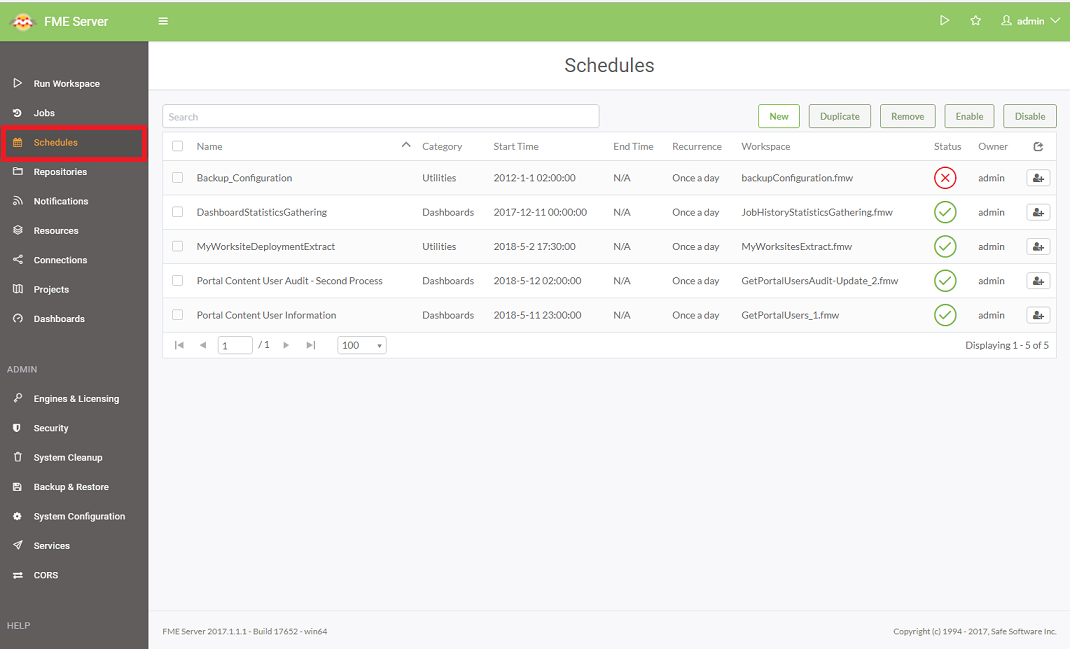 FME Server
admin
Run Workspace
Jobs
Schedules
Repositories
Notifications
Resources
Connections
Projects
Dashboards
ADMIN
Engines & Licensing
Security
System Cleanup
Backup & Restore
System Configuration
Services
CORS
HELP
Schedules
Search
New Duplicate Remove Enable Disable
Name Category Start Time End Time Recurrence Workspace Status Owner
Backup_Configuration Utilities 2012-1-1 02:00:00 N/A Once a day backupConfiguration.fmw admin
DashboardStatisticsGathering Dashboards 2017-12-11 00:00:00 N/A Once a day JobHistoryStatisticsGathering.fmw admin
MyWorksiteDeploymentExtract Utilities 2018-5-2 17:30:00 N/A Once a day MyWorksitesExtract.fmw admin
Portal Content User Audit - Second Process Dashboards 2018-5-12 02:00:00 N/A Once a day GetPortalUsersAudit-Update_2.fmw admin
Portal Content User Information Dashboards 2018-5-11 23:00:00 N/A Once a day GetPortalUsers_1.fmw admin
1 / 1 100 Displaying 1 - 5 of 5
FME Server 2017.1.1.1 - Build 17652 - win64 Copyright (c) 1994 - 2017, Safe Software Inc.